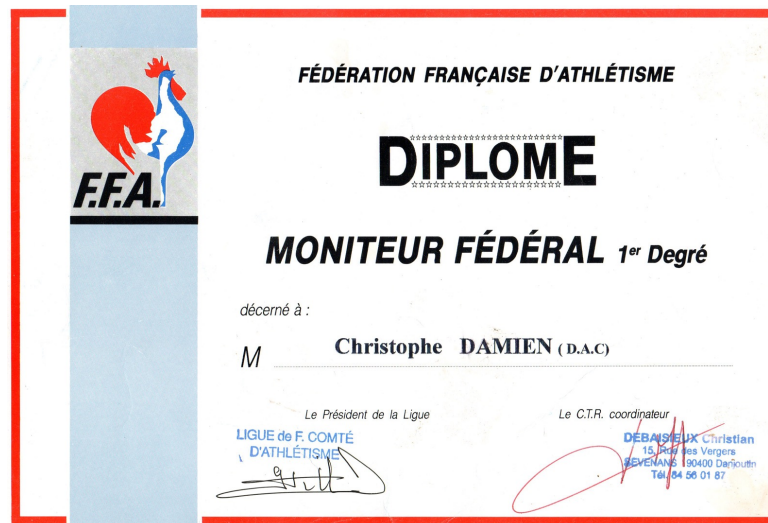 FÉDÉRATION FRANÇAISE D'ATHLÉTISME
DIPLOME
F.F.A.
MONITEUR FÉDÉRAL 1er Degré
décerné à :
M Christophe DAMIEN ( D.A.C)
Le Président de la Ligue
Le C.T.R. coordinateur
LIGUE de F. COMTÉ
D'ATHLÉTISME
DEBAISIEUX Christian
15, Rue des Vergers
SEVENANS 90400 Danjoutin
Tél. 84 56 01 87